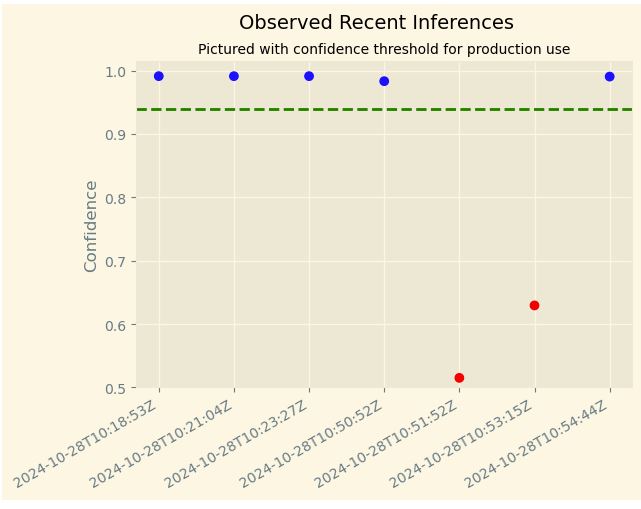 Observed Recent Inferences
Pictured with confidence threshold for production use
1.0
0.9
0.8
0.7
0.6
0.5
Confidence
2024-10-28T10:18:53Z
2024-10-28T10:21:04Z
2024-10-28T10:23:27Z
2024-10-28T10:50:52Z
2024-10-28T10:51:52Z
2024-10-28T10:53:15Z
2024-10-28T10:54:44Z